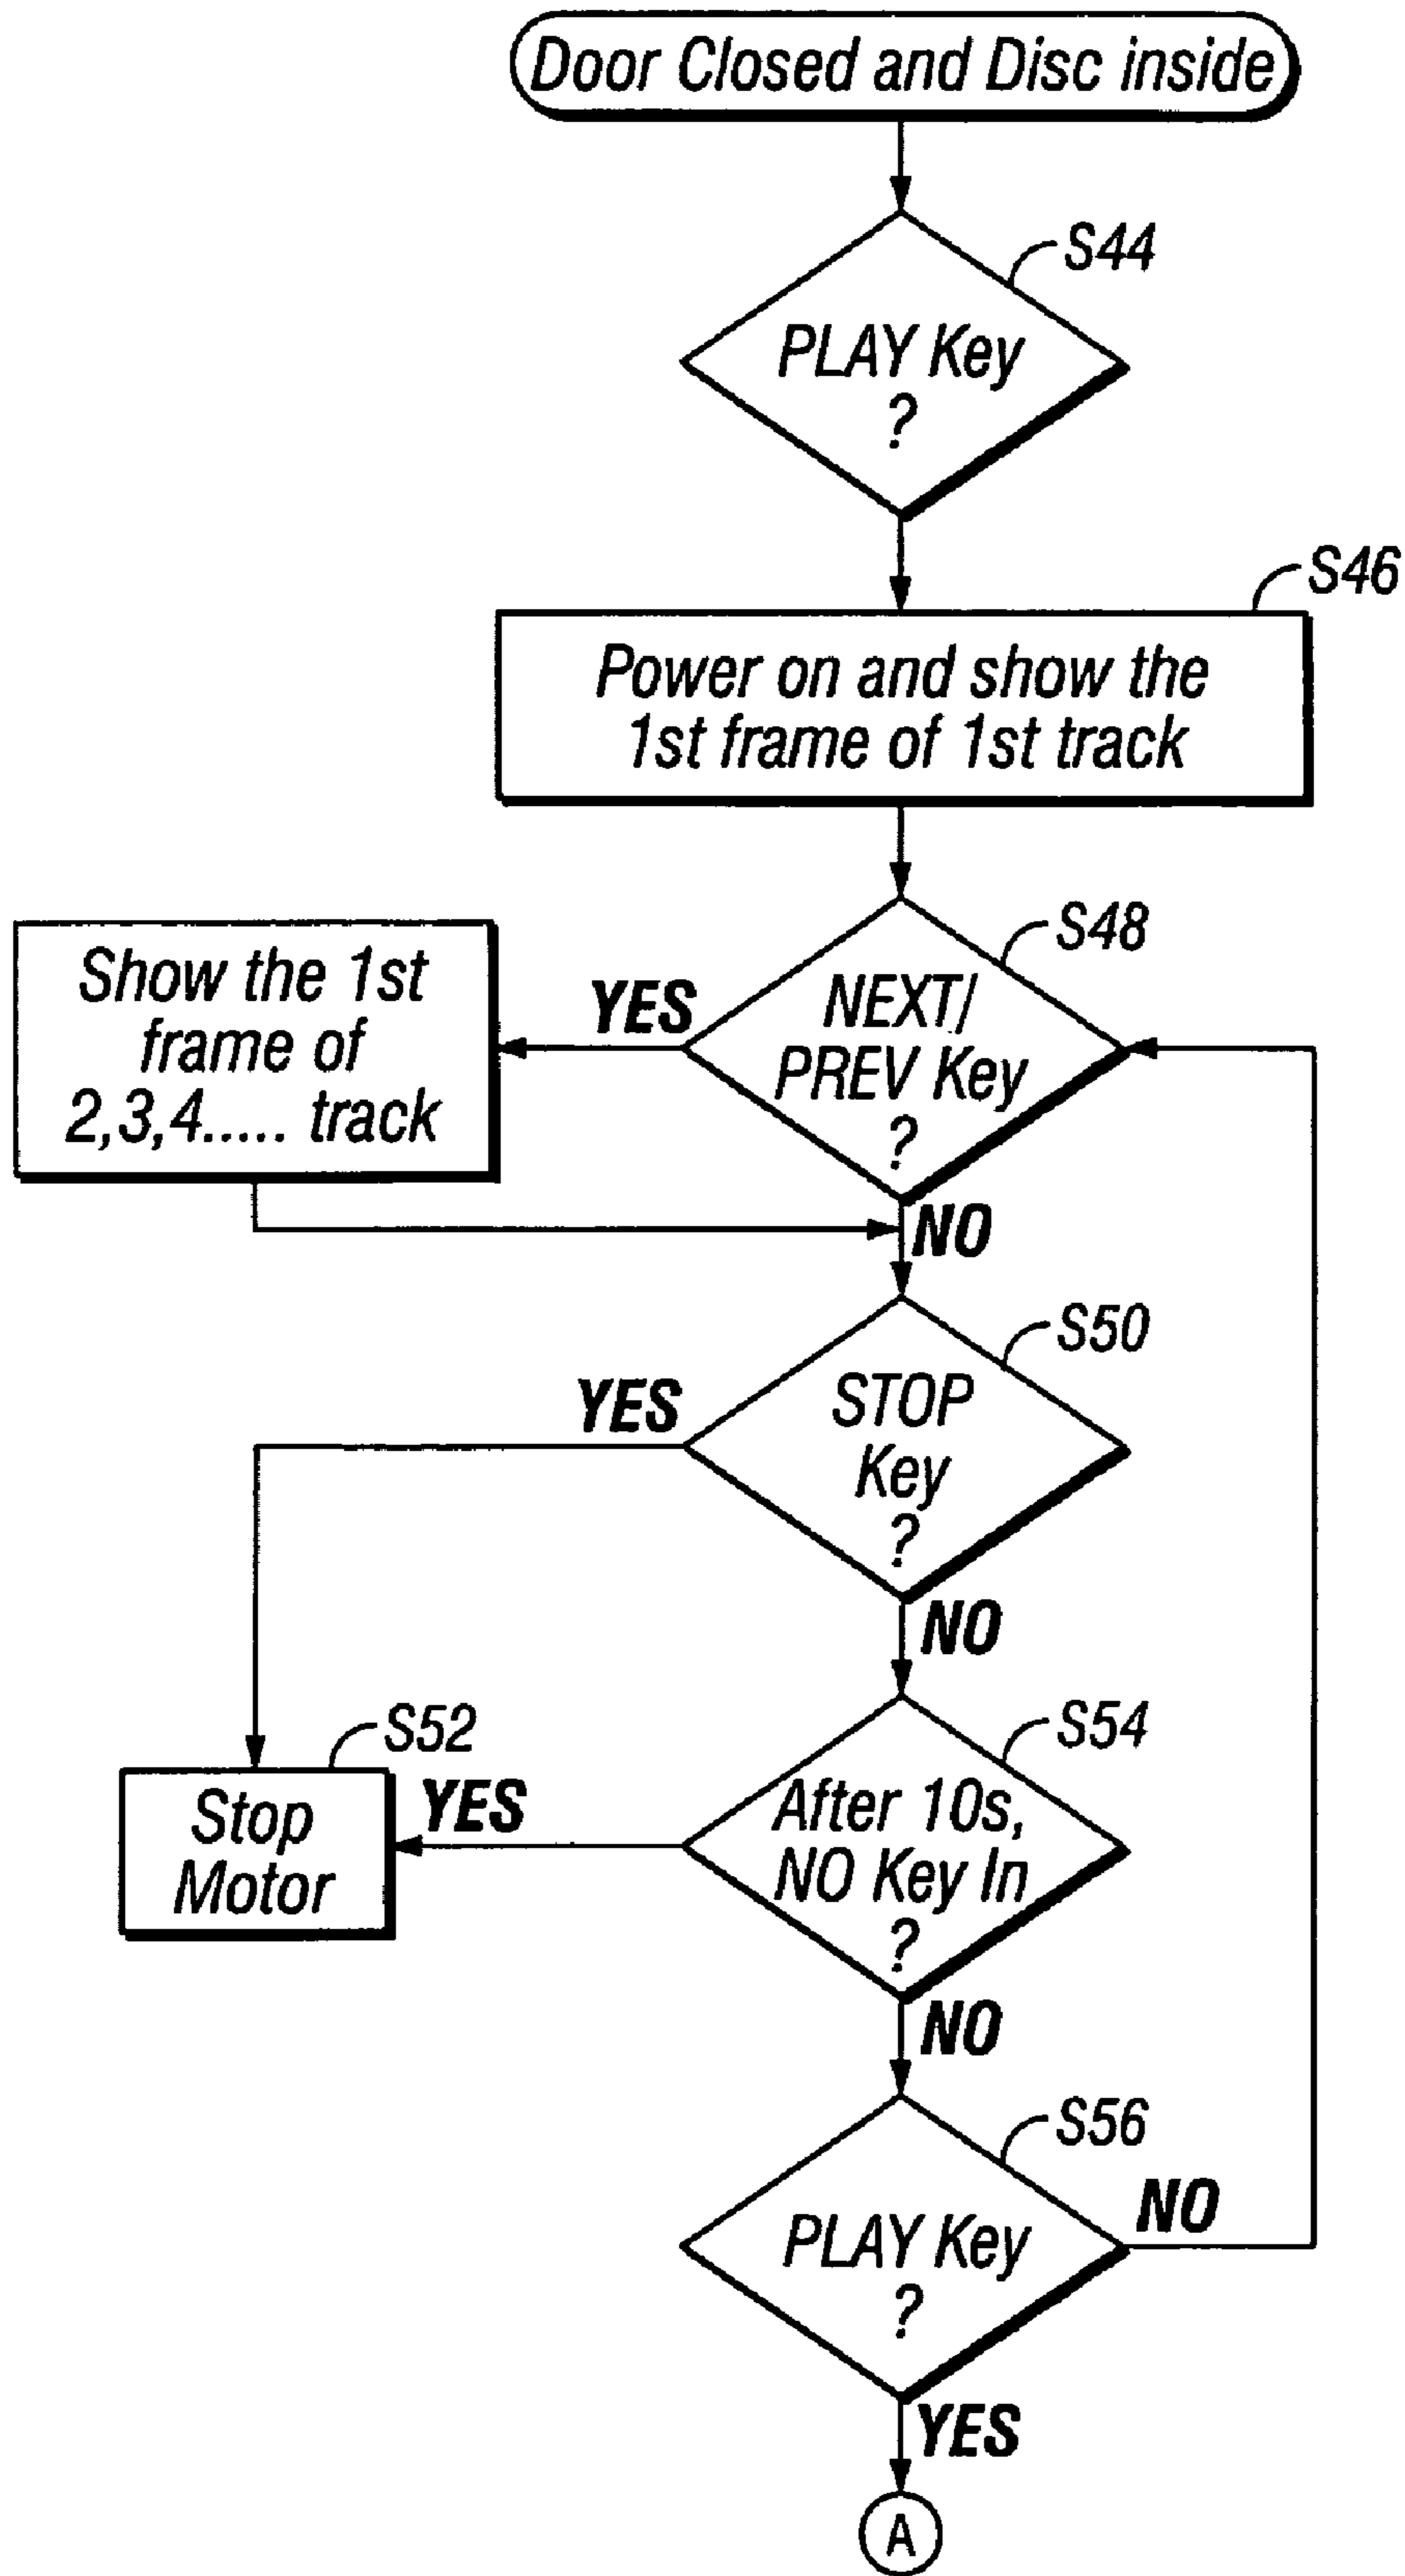 Door Closed and Disc inside
S44
PLAY Key
?
S46
Power on and show the
1st frame of 1st track
S48
NEXT/
PREV Key
?
YES
Show the 1st
frame of
2,3,4..... track
NO
S50
STOP
Key
?
YES
NO
S52
Stop
Motor
YES
S54
After 10s,
NO Key In
?
NO
S56
PLAY Key
?
NO
YES
A